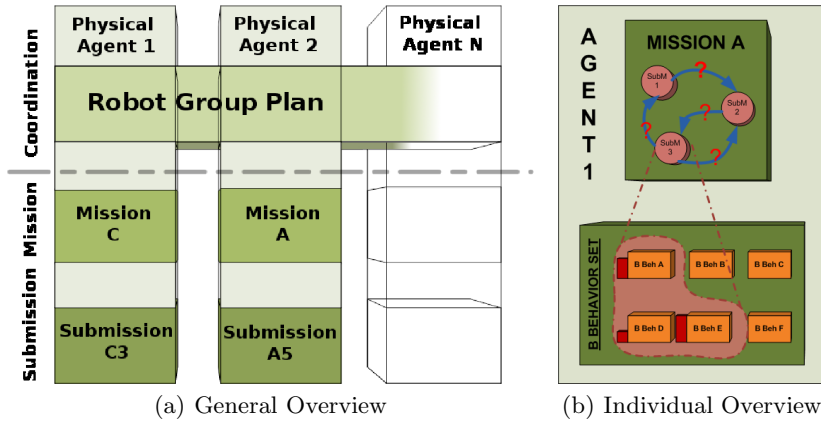 Physical
Agent 1
Physical
Agent 2
Physical
Agent N
Coordination
Robot Group Plan
Mission
Mission
C
Mission
A
Submission
Submission
C3
Submission
A5
(a) General Overview
AGENT1
MISSION A
?
SubM
1
?
SubM
2
?
SubM
3
?
B BEHAVIOR SET
B Beh A
B Beh B
B Beh C
B Beh D
B Beh E
B Beh F
(b) Individual Overview